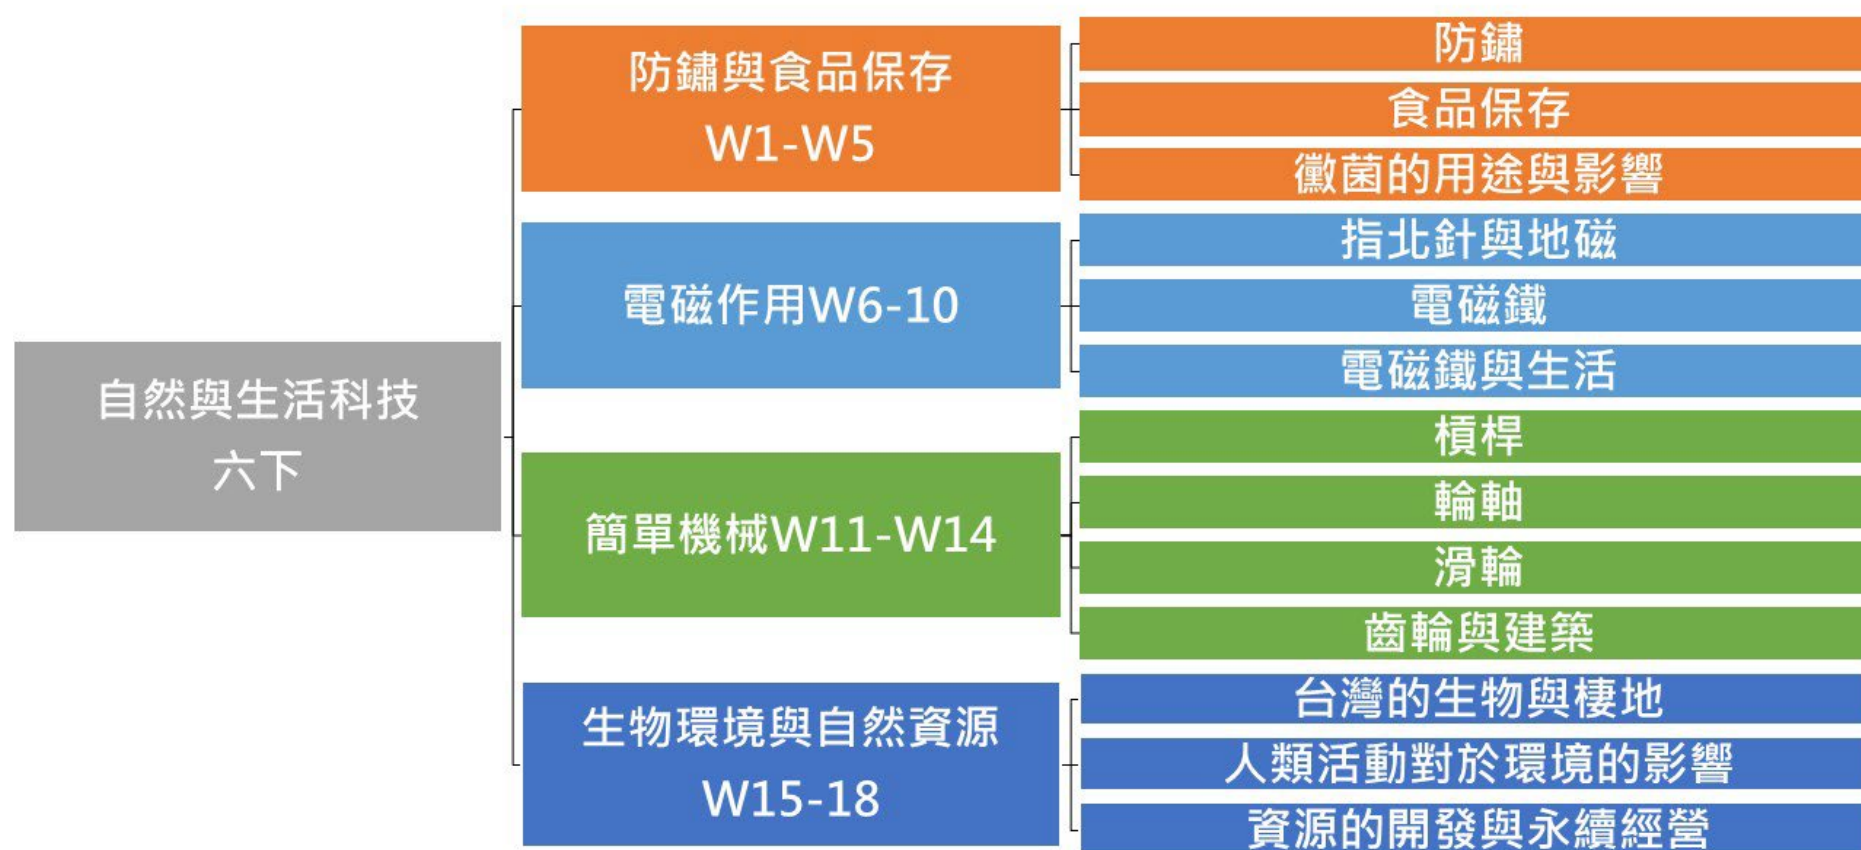 自然與生活科技
六下
防鏽與食品保存
W1-W5
防鏽
食品保存
黴菌的用途與影響
電磁作用W6-10
指北針與地磁
電磁鐵
電磁鐵與生活
簡單機械W11-W14
槓桿
輪軸
滑輪
齒輪與建築
生物環境與自然資源
W15-18
台灣的生物與棲地
人類活動對於環境的影響
資源的開發與永續經營